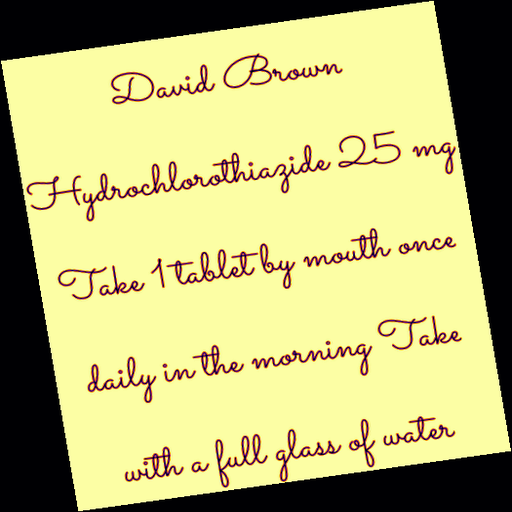 David Brown
Hydrochlorothiazide 25 mg
Take 1 tablet by mouth once
daily in the morning Take
with a full glass of water